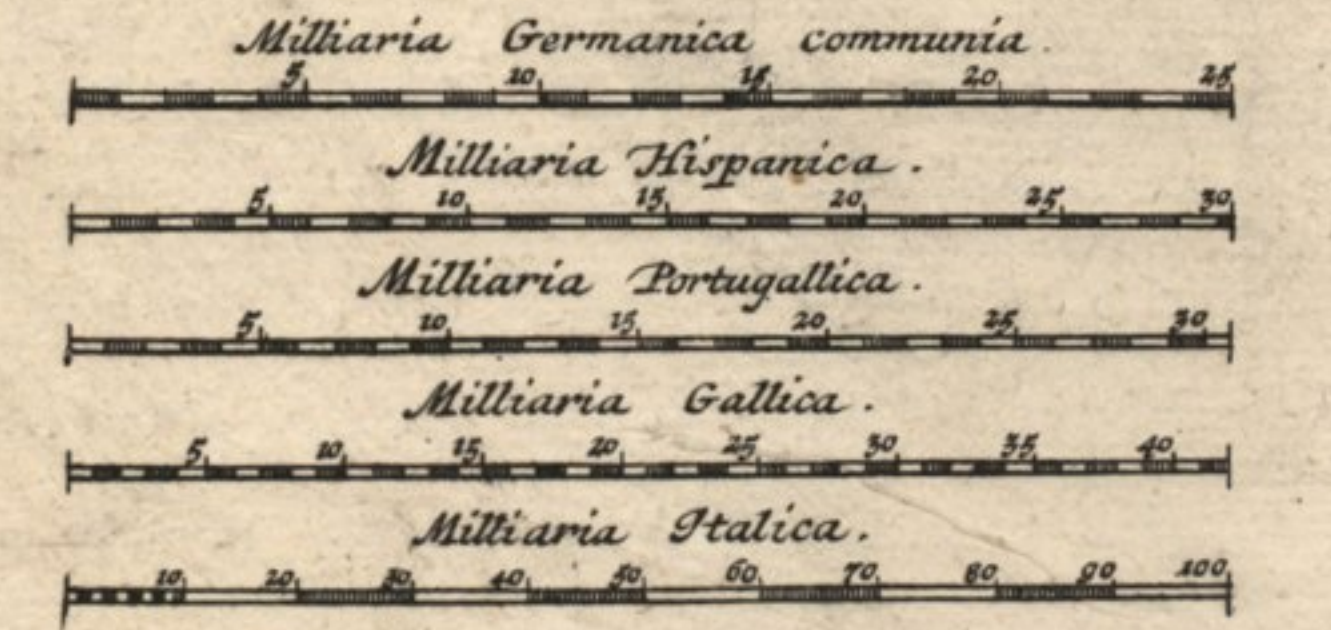 Milliaria Germanica communia.
5 10 15 20 25
Milliaria Hispanica.
5 10 15 20 25 30
Milliaria Portugallica.
5 10 15 20 25 30
Milliaria Gallica.
5 10 15 20 25 30 35 40
Milliaria Italica.
10 20 30 40 50 60 70 80 90 100